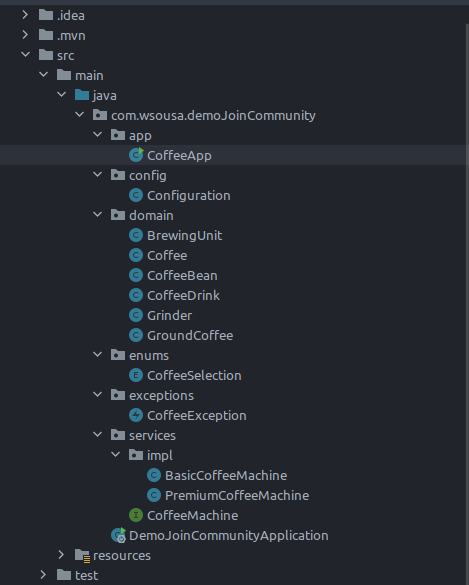 .idea
.mvn
src
main
java
com.wsousa.demoJoinCommunity
app
CoffeeApp
config
Configuration
domain
BrewingUnit
Coffee
CoffeeBean
CoffeeDrink
Grinder
GroundCoffee
enums
CoffeeSelection
exceptions
CoffeeException
services
impl
BasicCoffeeMachine
PremiumCoffeeMachine
CoffeeMachine
DemoJoinCommunityApplication
resources
test